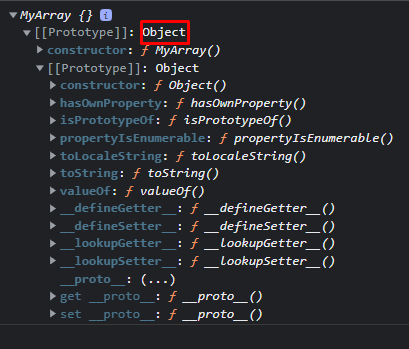 MyArray {} i
[[Prototype]]: Object
constructor: ƒ MyArray()
[[Prototype]]: Object
constructor: ƒ Object()
hasOwnProperty: ƒ hasOwnProperty()
isPrototypeOf: ƒ isPrototypeOf()
propertyIsEnumerable: ƒ propertyIsEnumerable()
toLocaleString: ƒ toLocaleString()
toString: ƒ toString()
valueOf: ƒ valueOf()
__defineGetter__: ƒ __defineGetter__()
__defineSetter__: ƒ __defineSetter__()
__lookupGetter__: ƒ __lookupGetter__()
__lookupSetter__: ƒ __lookupSetter__()
__proto__: (...)
get __proto__: ƒ __proto__()
set __proto__: ƒ __proto__()